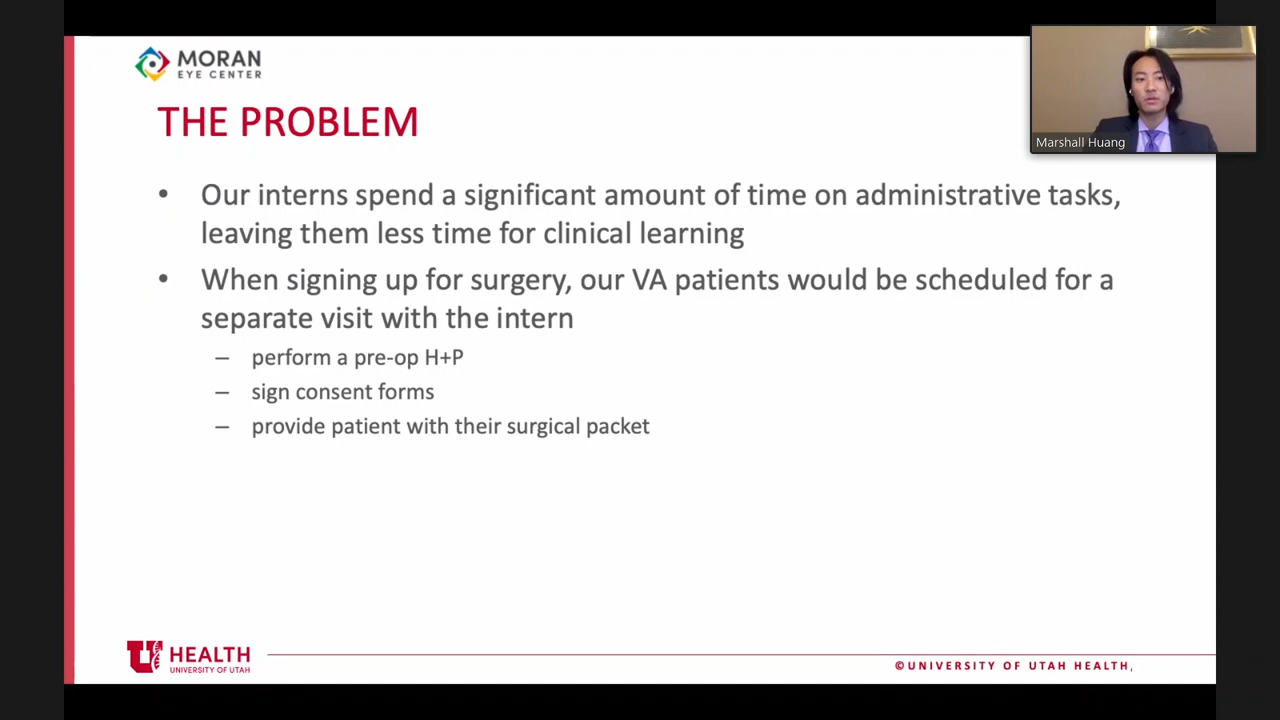 MORAN
EYE CENTER
THE PROBLEM
• Our interns spend a significant amount of time on administrative tasks,
leaving them less time for clinical learning
• When signing up for surgery, our VA patients would be scheduled for a
separate visit with the intern
– perform a pre-op H+P
– sign consent forms
– provide patient with their surgical packet
Marshall Huang
U HEALTH
UNIVERSITY OF UTAH
©UNIVERSITY OF UTAH HEALTH,